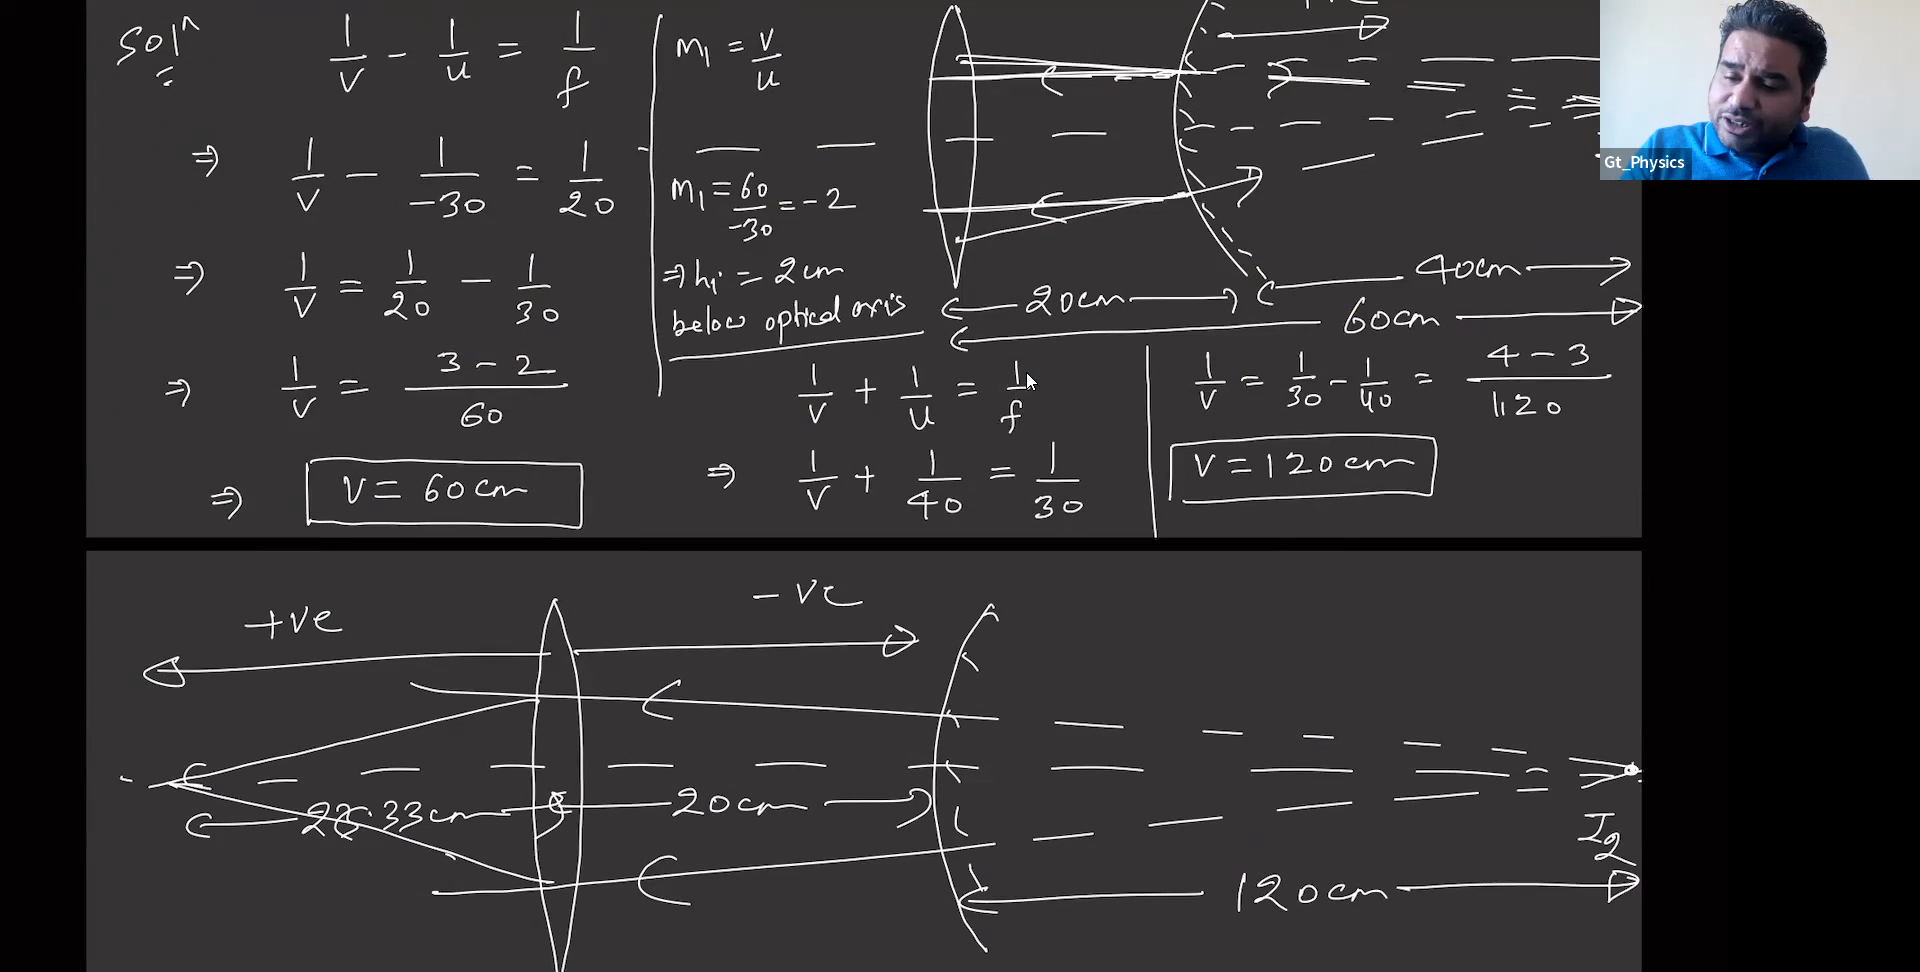 Solⁿ
1/v - 1/u = 1/f
⇒ 1/v - 1/-30 = 1/20
⇒ 1/v = 1/20 - 1/30
⇒ 1/v = 3-2/60
⇒ v = 60cm
m₁ = v/u
m₁ = 60/-30 = -2
⇒ hi = 2cm
below optical axis
1/v + 1/u = 1/f
⇒ 1/v + 1/40 = 1/30
20cm
40cm
60cm
1/v = 1/30 - 1/40 = 4-3/120
v = 120cm
Gt_Physics
+ve
-ve
20cm
I₂
120cm